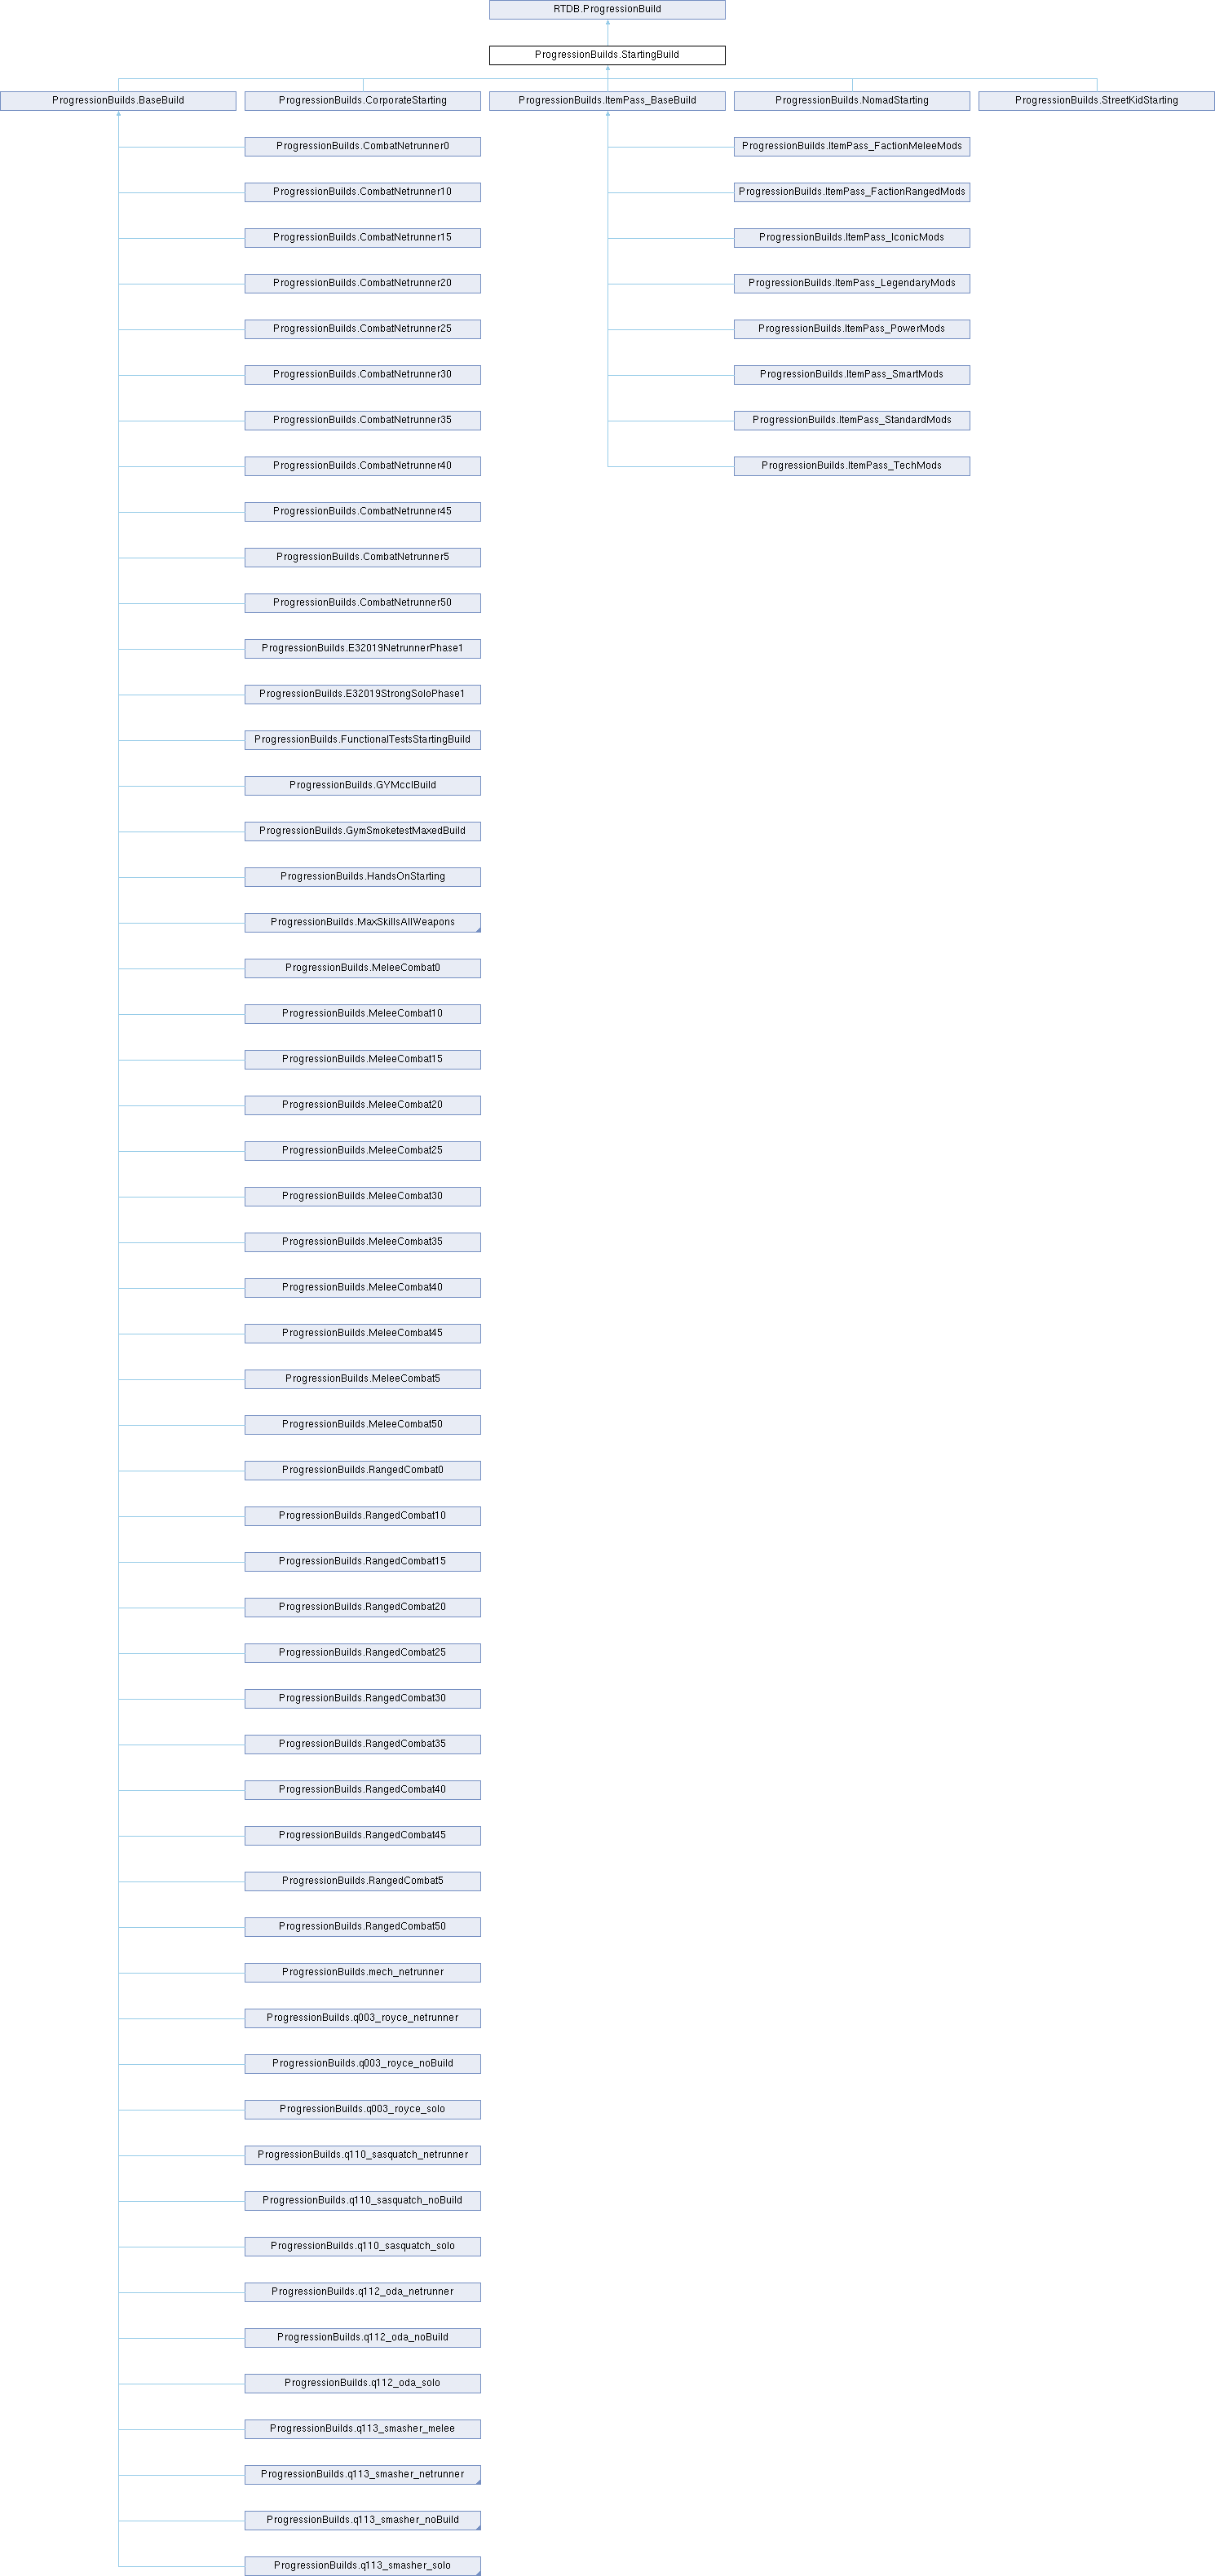 RTDB.ProgressionBuild
ProgressionBuilds.StartingBuild
ProgressionBuilds.BaseBuild
ProgressionBuilds.CorporateStarting
ProgressionBuilds.ItemPass_BaseBuild
ProgressionBuilds.NomadStarting
ProgressionBuilds.StreetKidStarting
ProgressionBuilds.CombatNetrunner0
ProgressionBuilds.ItemPass_FactionMeleeMods
ProgressionBuilds.CombatNetrunner10
ProgressionBuilds.ItemPass_FactionRangedMods
ProgressionBuilds.CombatNetrunner15
ProgressionBuilds.ItemPass_IconicMods
ProgressionBuilds.CombatNetrunner20
ProgressionBuilds.ItemPass_LegendaryMods
ProgressionBuilds.CombatNetrunner25
ProgressionBuilds.ItemPass_PowerMods
ProgressionBuilds.CombatNetrunner30
ProgressionBuilds.ItemPass_SmartMods
ProgressionBuilds.CombatNetrunner35
ProgressionBuilds.ItemPass_StandardMods
ProgressionBuilds.CombatNetrunner40
ProgressionBuilds.ItemPass_TechMods
ProgressionBuilds.CombatNetrunner45
ProgressionBuilds.CombatNetrunner5
ProgressionBuilds.CombatNetrunner50
ProgressionBuilds.E32019NetrunnerPhase1
ProgressionBuilds.E32019StrongSoloPhase1
ProgressionBuilds.FunctionalTestsStartingBuild
ProgressionBuilds.GYMcclBuild
ProgressionBuilds.GymSmoketestMaxedBuild
ProgressionBuilds.HandsOnStarting
ProgressionBuilds.MaxSkillsAllWeapons
ProgressionBuilds.MeleeCombat0
ProgressionBuilds.MeleeCombat10
ProgressionBuilds.MeleeCombat15
ProgressionBuilds.MeleeCombat20
ProgressionBuilds.MeleeCombat25
ProgressionBuilds.MeleeCombat30
ProgressionBuilds.MeleeCombat35
ProgressionBuilds.MeleeCombat40
ProgressionBuilds.MeleeCombat45
ProgressionBuilds.MeleeCombat5
ProgressionBuilds.MeleeCombat50
ProgressionBuilds.RangedCombat0
ProgressionBuilds.RangedCombat10
ProgressionBuilds.RangedCombat15
ProgressionBuilds.RangedCombat20
ProgressionBuilds.RangedCombat25
ProgressionBuilds.RangedCombat30
ProgressionBuilds.RangedCombat35
ProgressionBuilds.RangedCombat40
ProgressionBuilds.RangedCombat45
ProgressionBuilds.RangedCombat5
ProgressionBuilds.RangedCombat50
ProgressionBuilds.mech_netrunner
ProgressionBuilds.q003_royce_netrunner
ProgressionBuilds.q003_royce_noBuild
ProgressionBuilds.q003_royce_solo
ProgressionBuilds.q110_sasquatch_netrunner
ProgressionBuilds.q110_sasquatch_noBuild
ProgressionBuilds.q110_sasquatch_solo
ProgressionBuilds.q112_oda_netrunner
ProgressionBuilds.q112_oda_noBuild
ProgressionBuilds.q112_oda_solo
ProgressionBuilds.q113_smasher_melee
ProgressionBuilds.q113_smasher_netrunner
ProgressionBuilds.q113_smasher_noBuild
ProgressionBuilds.q113_smasher_solo